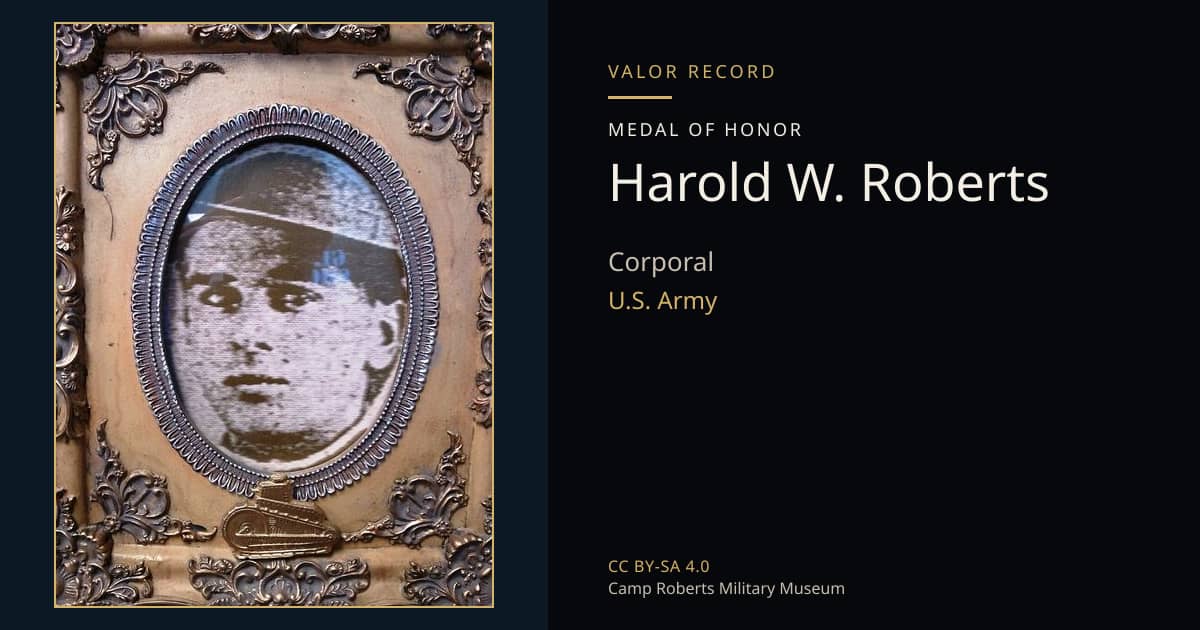 VALOR RECORD
MEDAL OF HONOR
Harold W. Roberts
Corporal
U.S. Army
CC BY-SA 4.0
Camp Roberts Military Museum